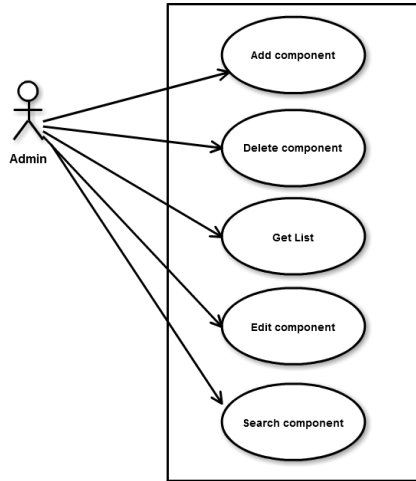 Add component
Admin
Delete component
Get List
Edit component
Search component